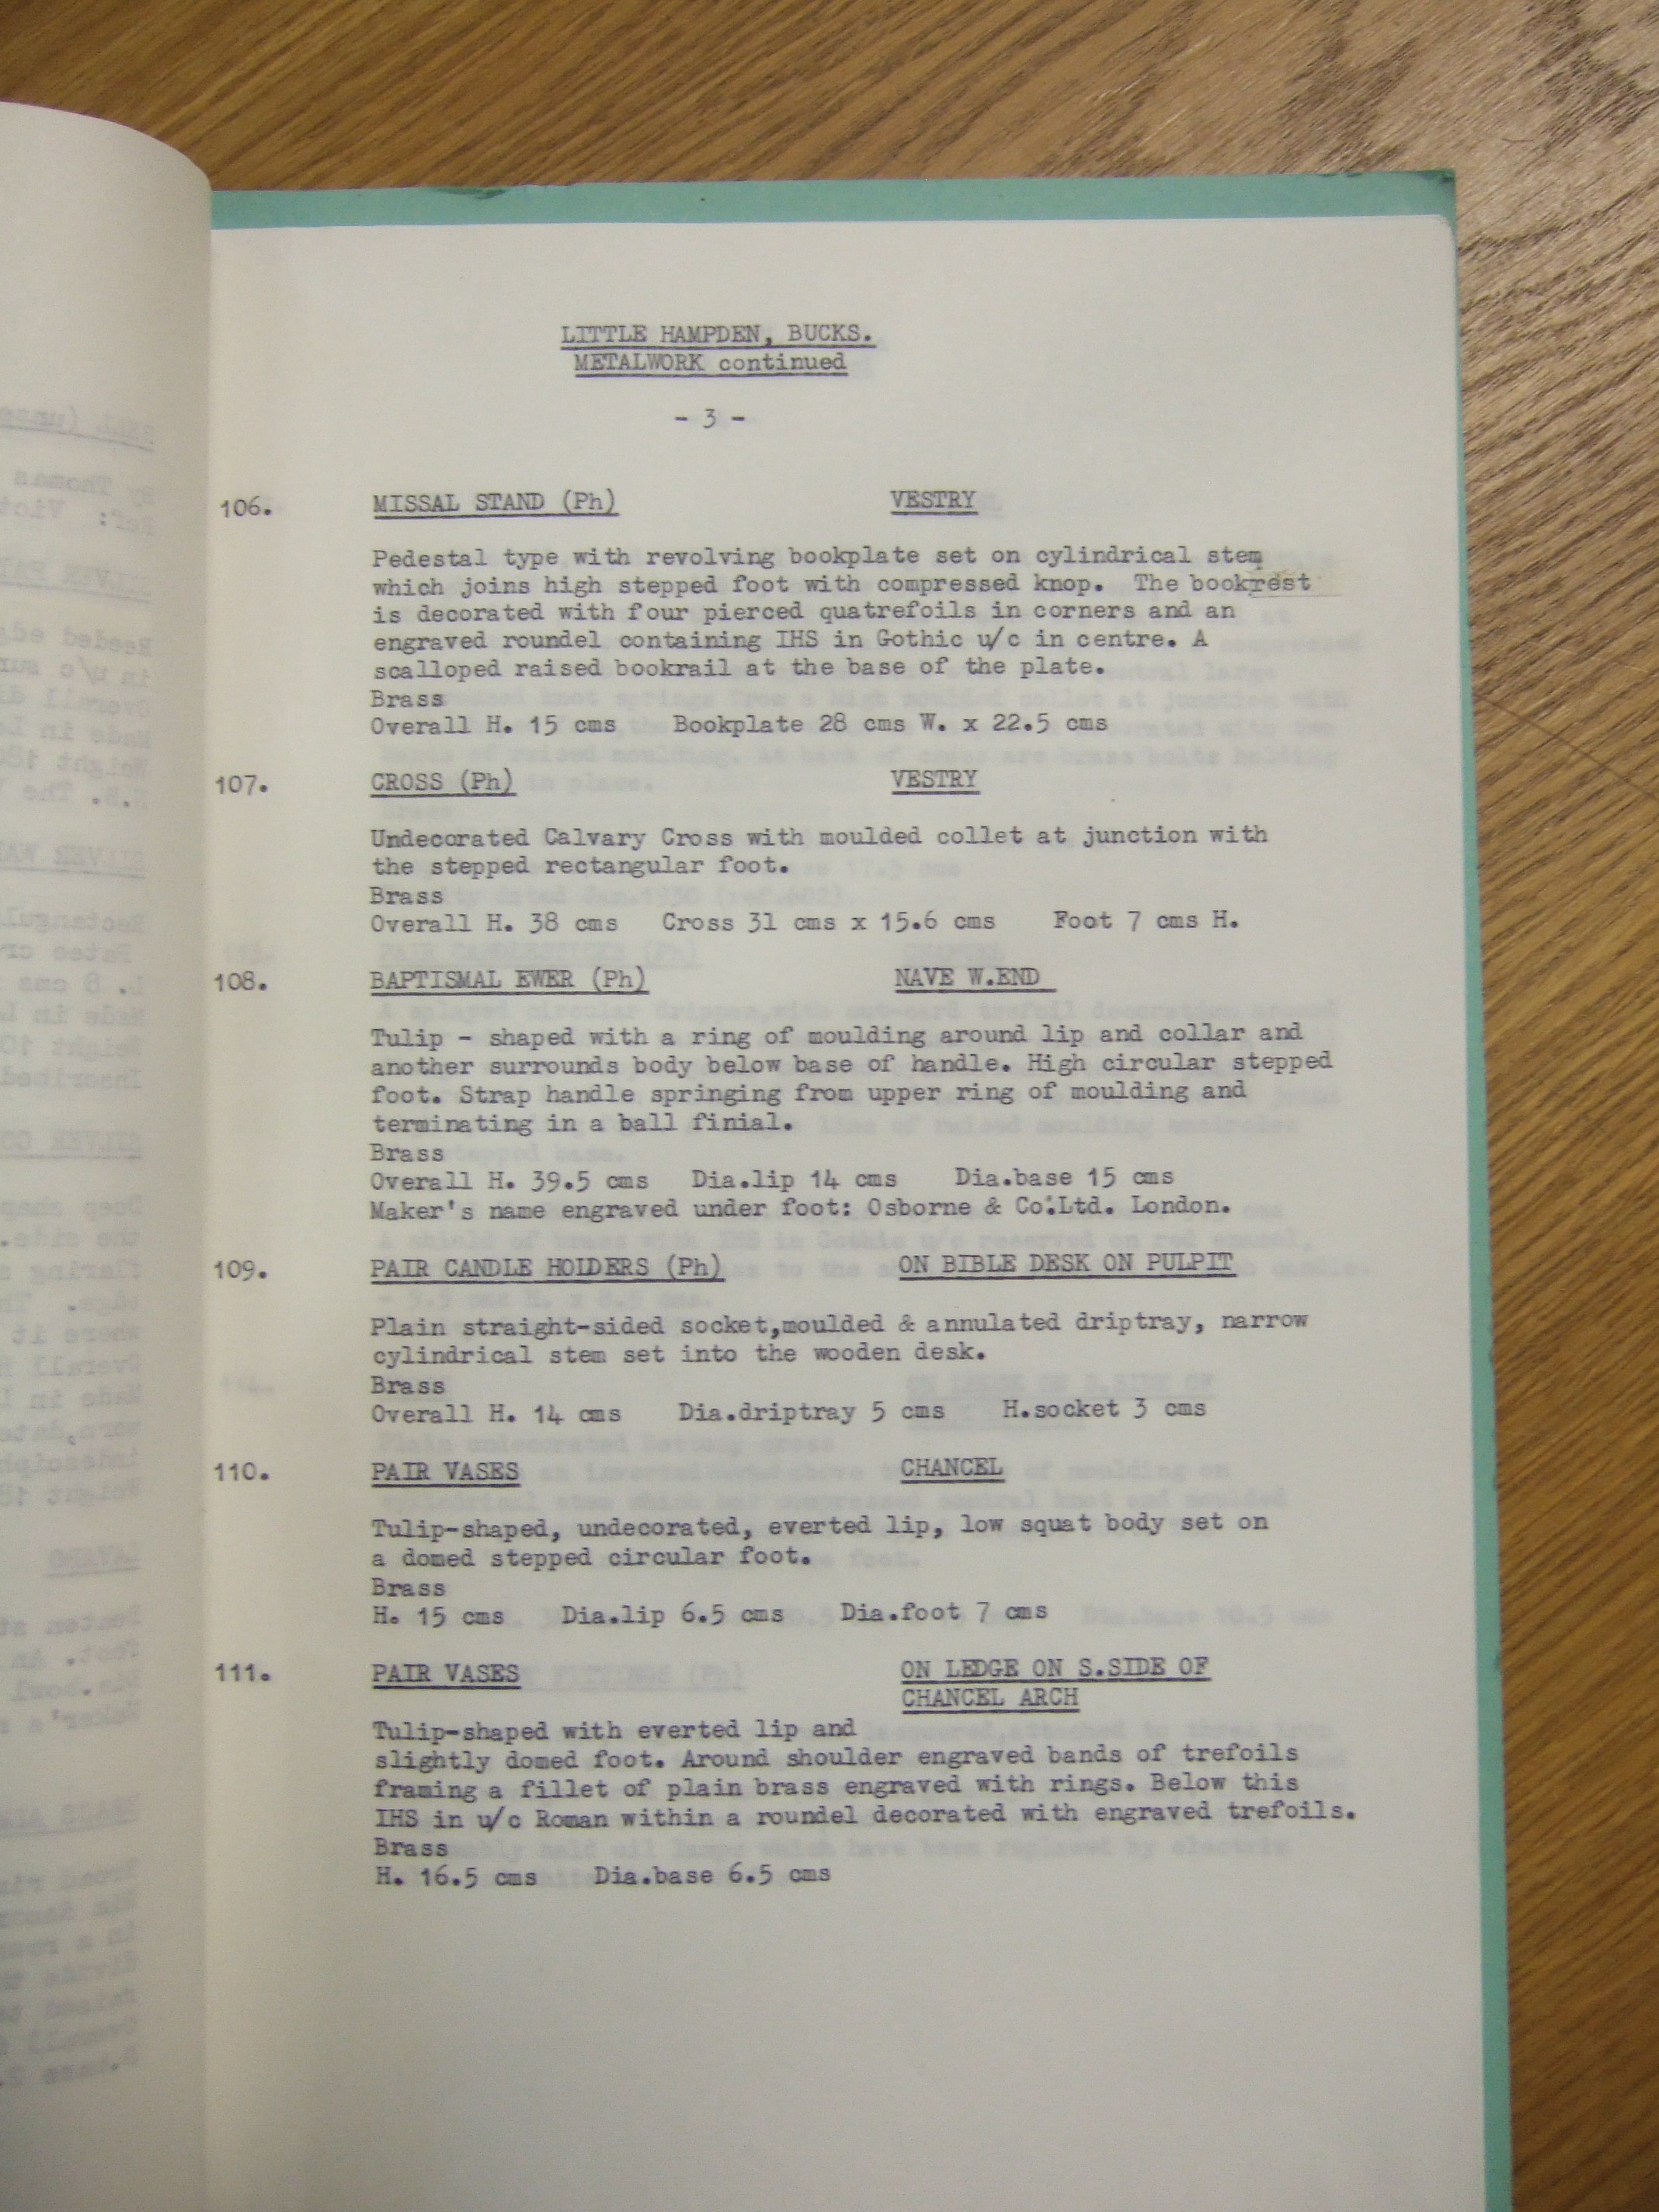 LITTLE HAMPDEN, BUCKS.
METALWORK continued
- 3 -
106. MISSAL STAND (Ph) VESTRY
Pedestal type with revolving bookplate set on cylindrical stem
which joins high stepped foot with compressed knop. The bookrest
is decorated with four pierced quatrefoils in corners and an
engraved roundel containing IHS in Gothic u/c in centre. A
scalloped raised bookrail at the base of the plate.
Brass
Overall H. 15 cms Bookplate 28 cms W. x 22.5 cms
107. CROSS (Ph) VESTRY
Undecorated Calvary Cross with moulded collet at junction with
the stepped rectangular foot.
Brass
Overall H. 38 cms Cross 31 cms x 15.6 cms Foot 7 cms H.
108. BAPTISMAL EWER (Ph) NAVE W.END
Tulip - shaped with a ring of moulding around lip and collar and
another surrounds body below base of handle. High circular stepped
foot. Strap handle springing from upper ring of moulding and
terminating in a ball finial.
Brass
Overall H. 39.5 cms Dia.lip 14 cms Dia.base 15 cms
Maker's name engraved under foot: Osborne & Co.Ltd. London.
109. PAIR CANDLE HOLDERS (Ph) ON BIBLE DESK ON PULPIT
Plain straight-sided socket,moulded & annulated driptray, narrow
cylindrical stem set into the wooden desk.
Brass
Overall H. 14 cms Dia.driptray 5 cms H.socket 3 cms
110. PAIR VASES CHANCEL
Tulip-shaped, undecorated, everted lip, low squat body set on
a domed stepped circular foot.
Brass
H. 15 cms Dia.lip 6.5 cms Dia.foot 7 cms
111. PAIR VASES ON LEDGE ON S.SIDE OF
CHANCEL ARCH
Tulip-shaped with everted lip and
slightly domed foot. Around shoulder engraved bands of trefoils
framing a fillet of plain brass engraved with rings. Below this
IHS in u/c Roman within a roundel decorated with engraved trefoils.
Brass
H. 16.5 cms Dia.base 6.5 cms